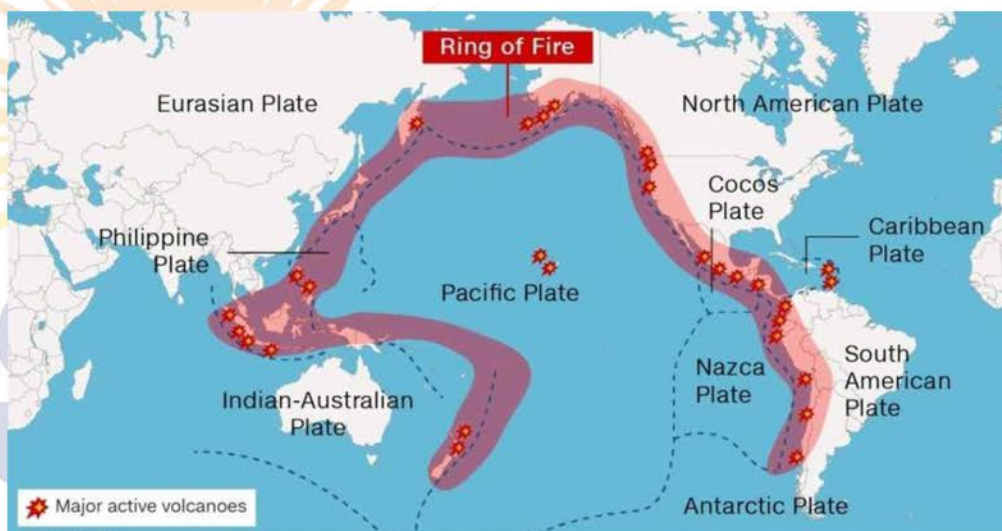 Ring of Fire
Eurasian Plate
North American Plate
Cocos
Plate
Philippine
Plate
Caribbean
Plate
Pacific Plate
Nazca
Plate
South
American
Plate
Indian-Australian
Plate
Antarctic Plate
Major active volcanoes